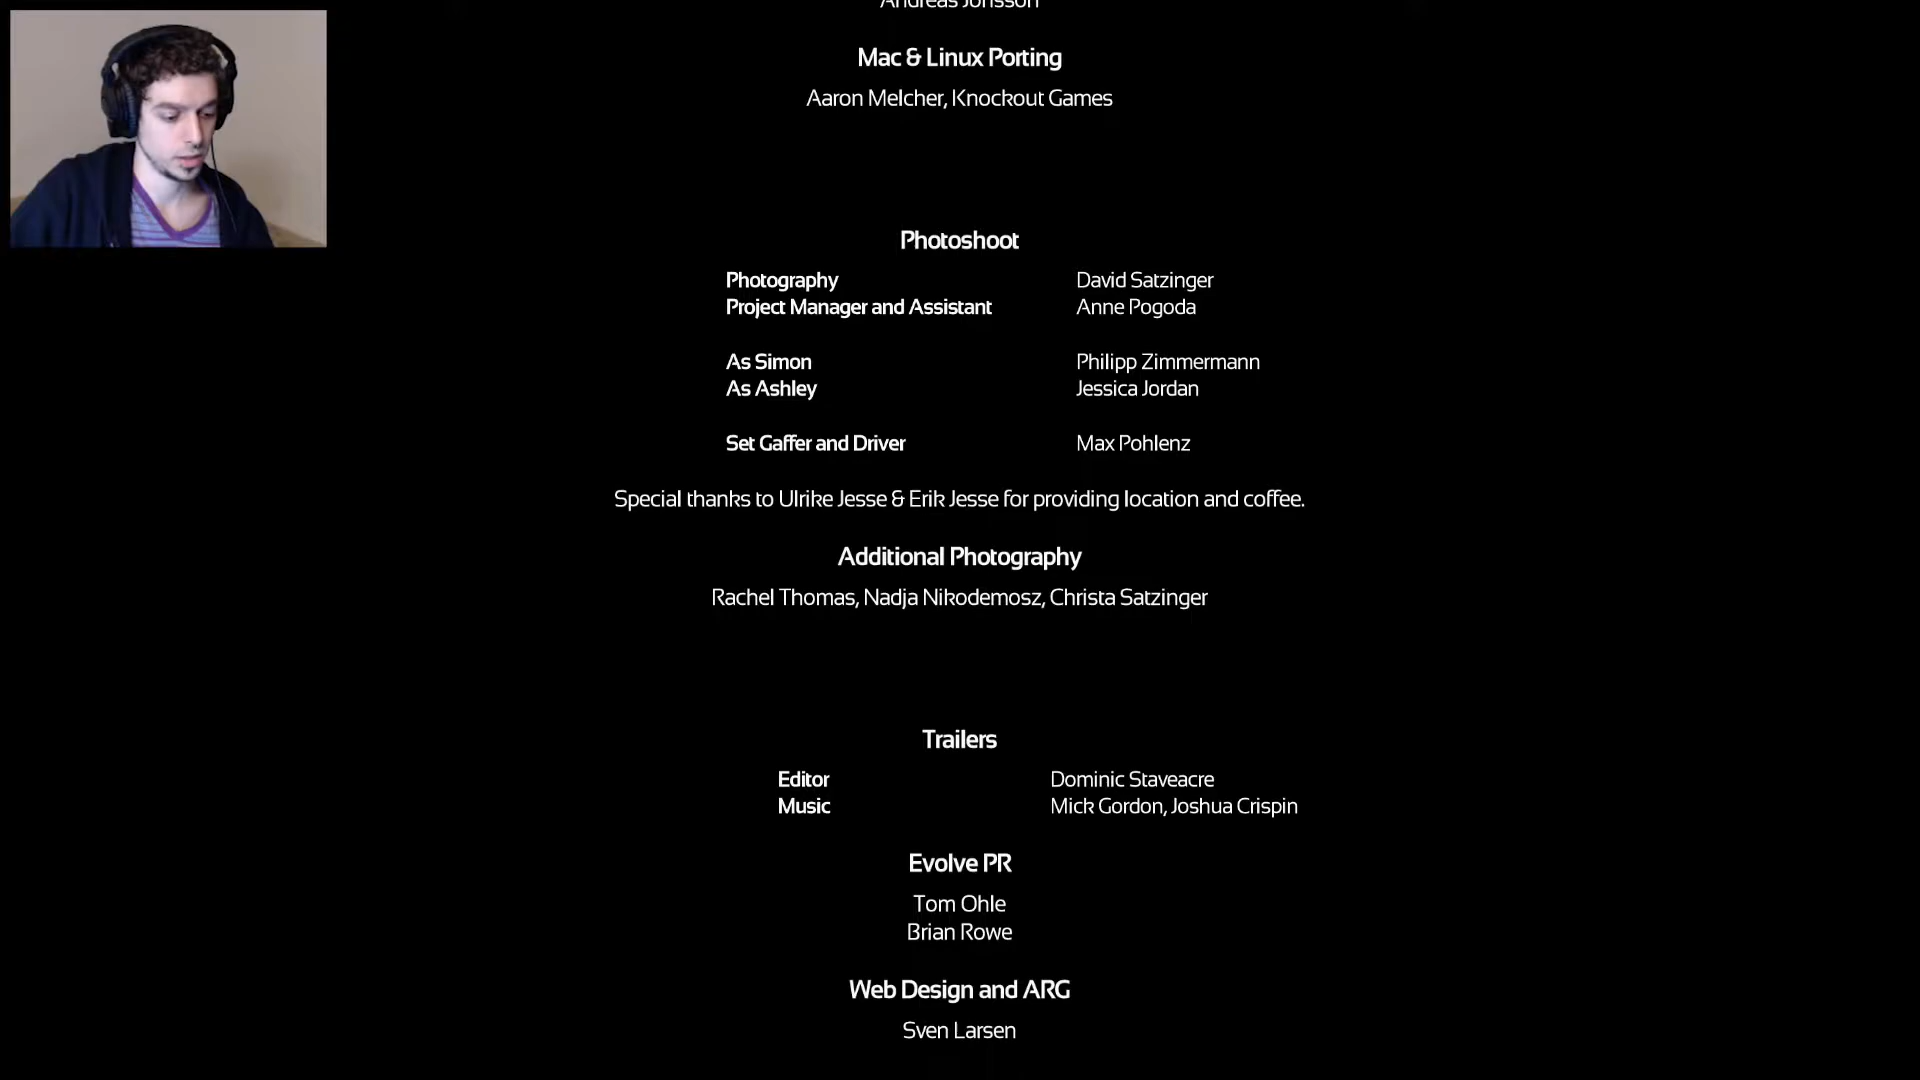 Andreas Jonsson
Mac & Linux Porting
Aaron Melcher, Knockout Games
Photoshoot
Photography David Satzinger
Project Manager and Assistant Anne Pogoda
As Simon Philipp Zimmermann
As Ashley Jessica Jordan
Set Gaffer and Driver Max Pohlenz
Special thanks to Ulrike Jesse & Erik Jesse for providing location and coffee.
Additional Photography
Rachel Thomas, Nadja Nikodemosz, Christa Satzinger
Trailers
Editor Dominic Staveacre
Music Mick Gordon, Joshua Crispin
Evolve PR
Tom Ohle
Brian Rowe
Web Design and ARG
Sven Larsen